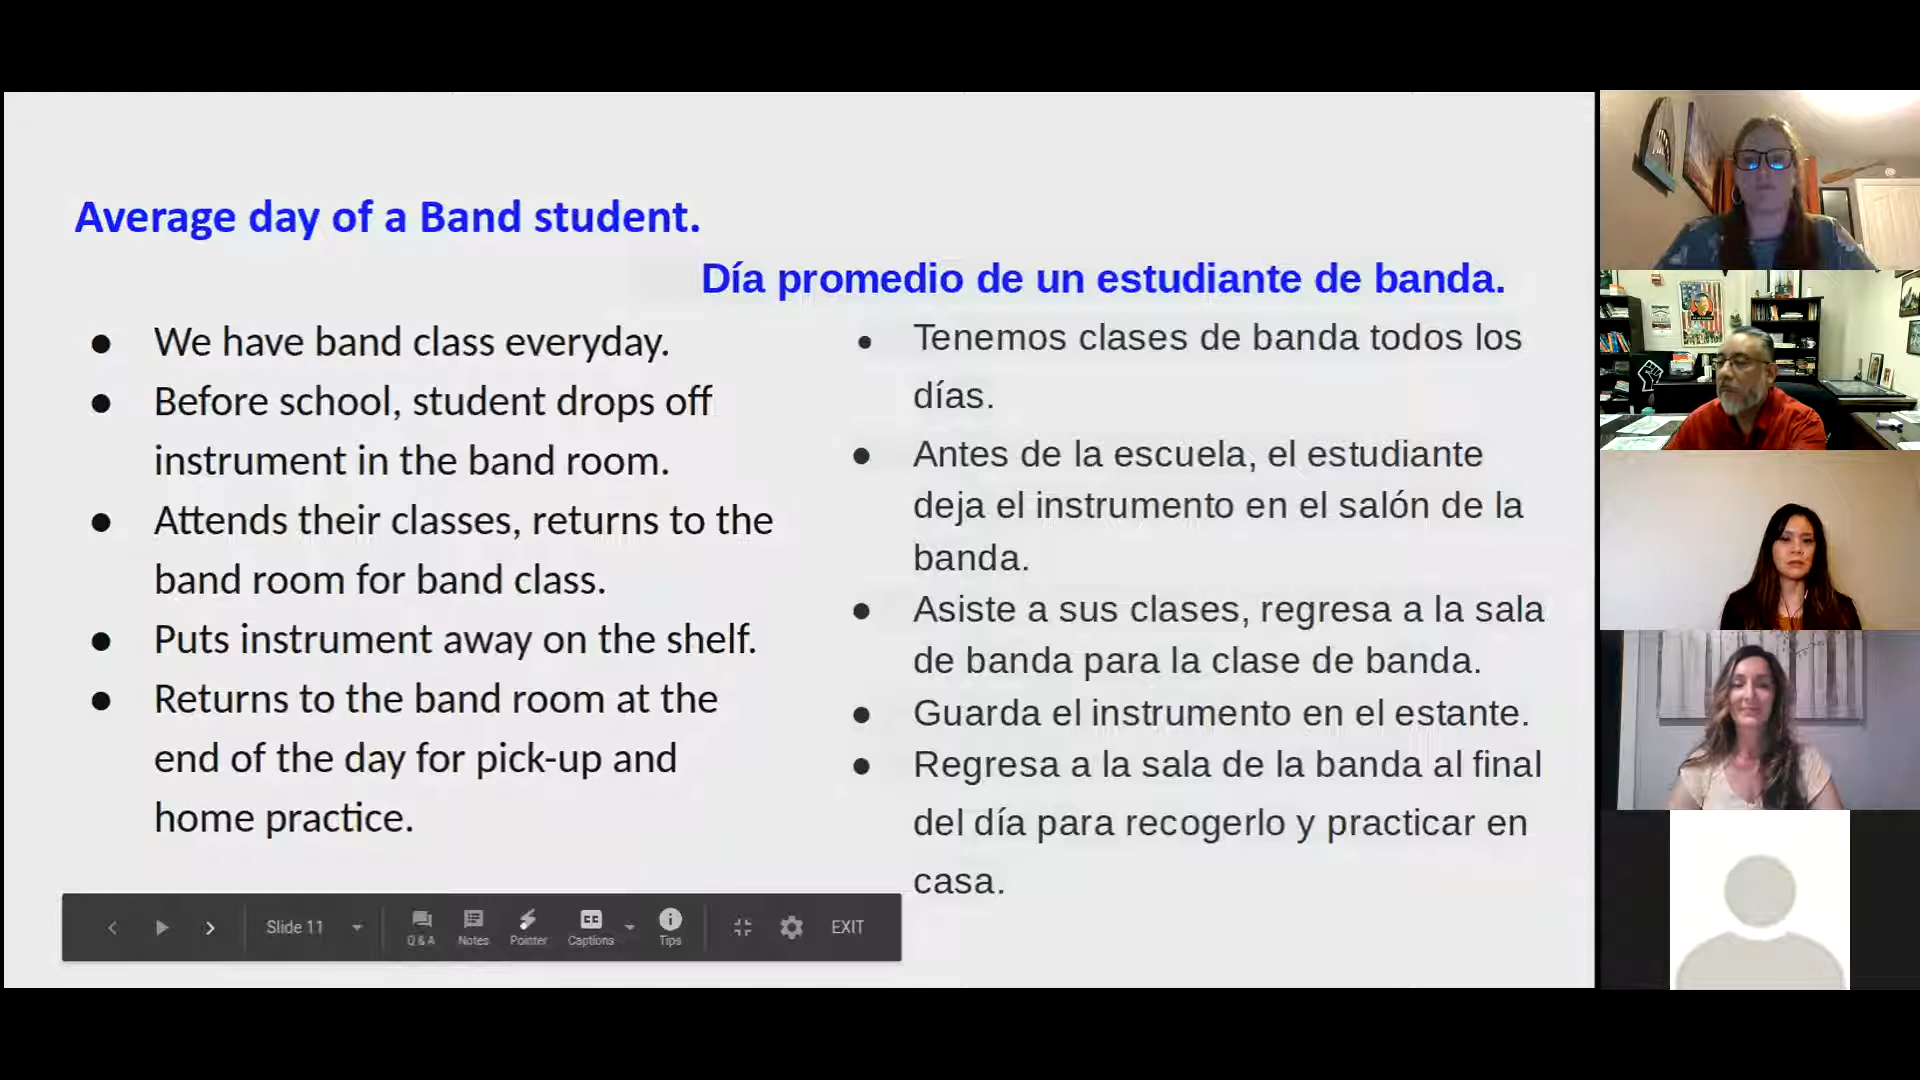 Average day of a Band student.
Día promedio de un estudiante de banda.
● We have band class everyday.
● Before school, student drops off
instrument in the band room.
● Attends their classes, returns to the
band room for band class.
● Puts instrument away on the shelf.
● Returns to the band room at the
end of the day for pick-up and
home practice.
● Tenemos clases de banda todos los
días.
● Antes de la escuela, el estudiante
deja el instrumento en el salón de la
banda.
● Asiste a sus clases, regresa a la sala
de banda para la clase de banda.
● Guarda el instrumento en el estante.
● Regresa a la sala de la banda al final
del día para recogerlo y practicar en
casa.
Slide 11
Q & A
Notes
Pointer
CC
Captions
Tips
EXIT